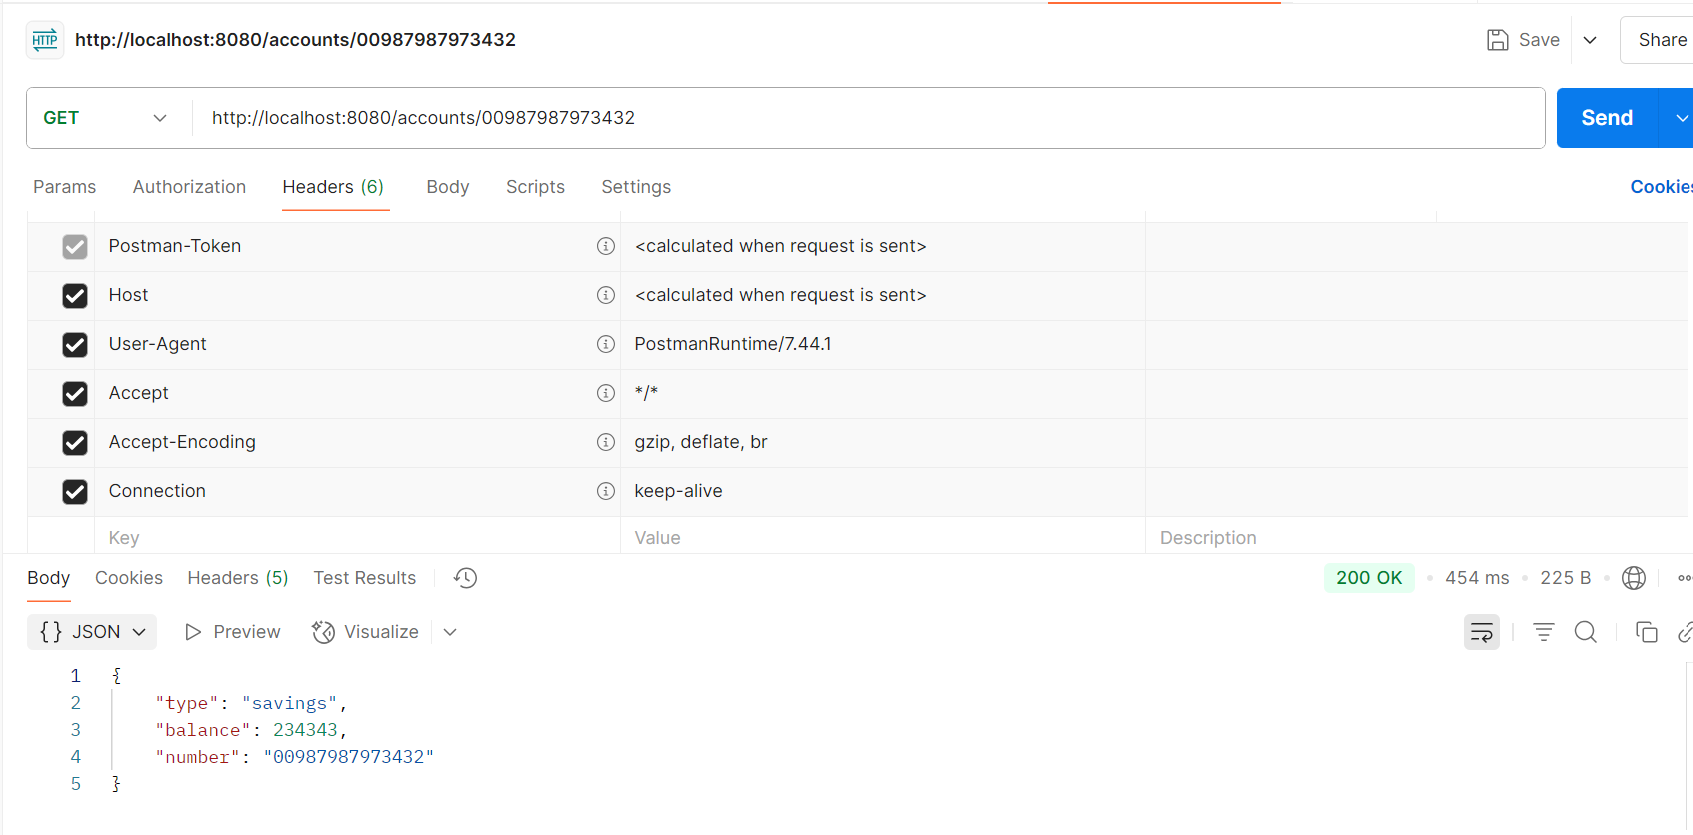 HTTP http://localhost:8080/accounts/00987987973432 Save Share
GET http://localhost:8080/accounts/00987987973432 Send
Params Authorization Headers (6) Body Scripts Settings Cookies
Postman-Token <calculated when request is sent>
Host <calculated when request is sent>
User-Agent PostmanRuntime/7.44.1
Accept */*
Accept-Encoding gzip, deflate, br
Connection keep-alive
Key Value Description
Body Cookies Headers (5) Test Results 200 OK 454 ms 225 B
{} JSON Preview Visualize
1 {
2 "type": "savings",
3 "balance": 234343,
4 "number": "00987987973432"
5 }